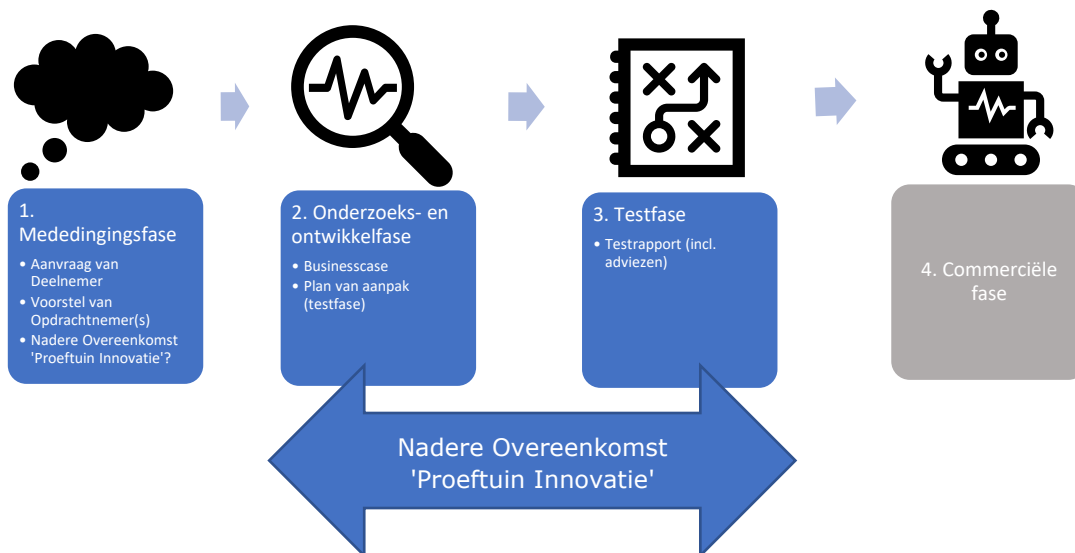 1.
Mededingingsfase
• Aanvraag van
Deelnemer
• Voorstel van
Opdrachtnemer(s)
• Nadere Overeenkomst
'Proeftuin Innovatie'?
2. Onderzoeks- en
ontwikkelfase
• Businesscase
• Plan van aanpak
(testfase)
3. Testfase
• Testrapport (incl.
adviezen)
4. Commerciële
fase
Nadere Overeenkomst
'Proeftuin Innovatie'